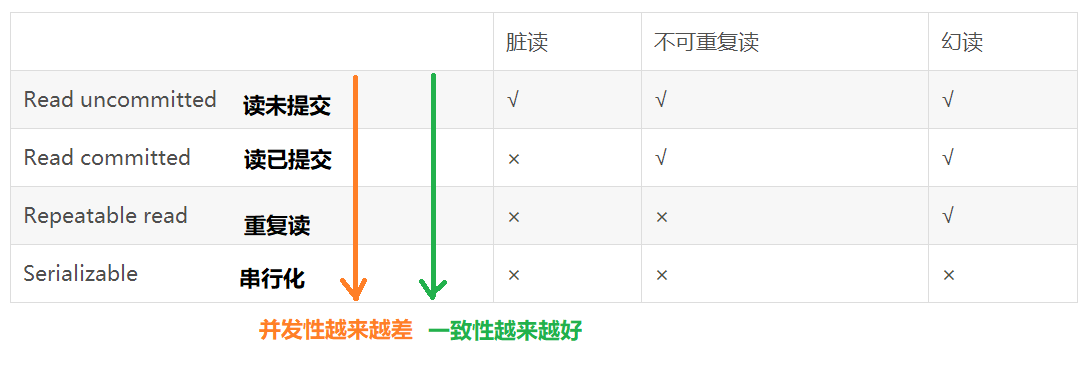 脏读 不可重复读 幻读
Read uncommitted 读未提交 √ √ √
Read committed 读已提交 × √ √
Repeatable read 重复读 × × √
Serializable 串行化 × × ×
并发性越来越差 一致性越来越好